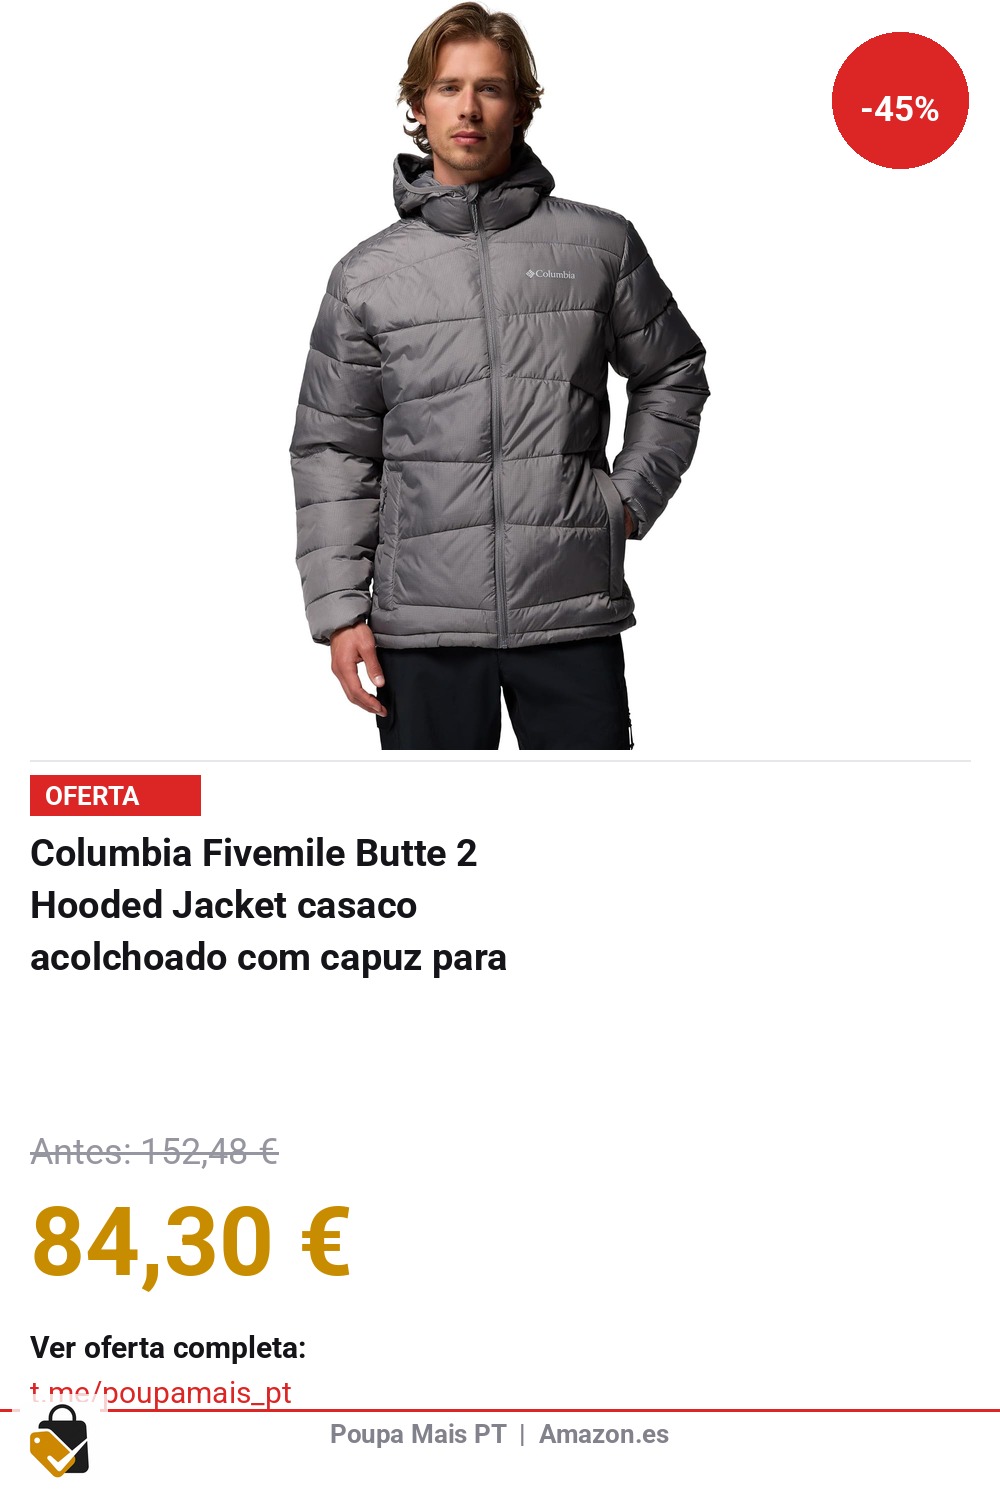 -45%
Columbia
OFERTA
Columbia Fivemile Butte 2
Hooded Jacket casaco
acolchoado com capuz para
Antes: 152,48 €
84,30 €
Ver oferta completa:
t.me/poupamais_pt
Poupa Mais PT | Amazon.es